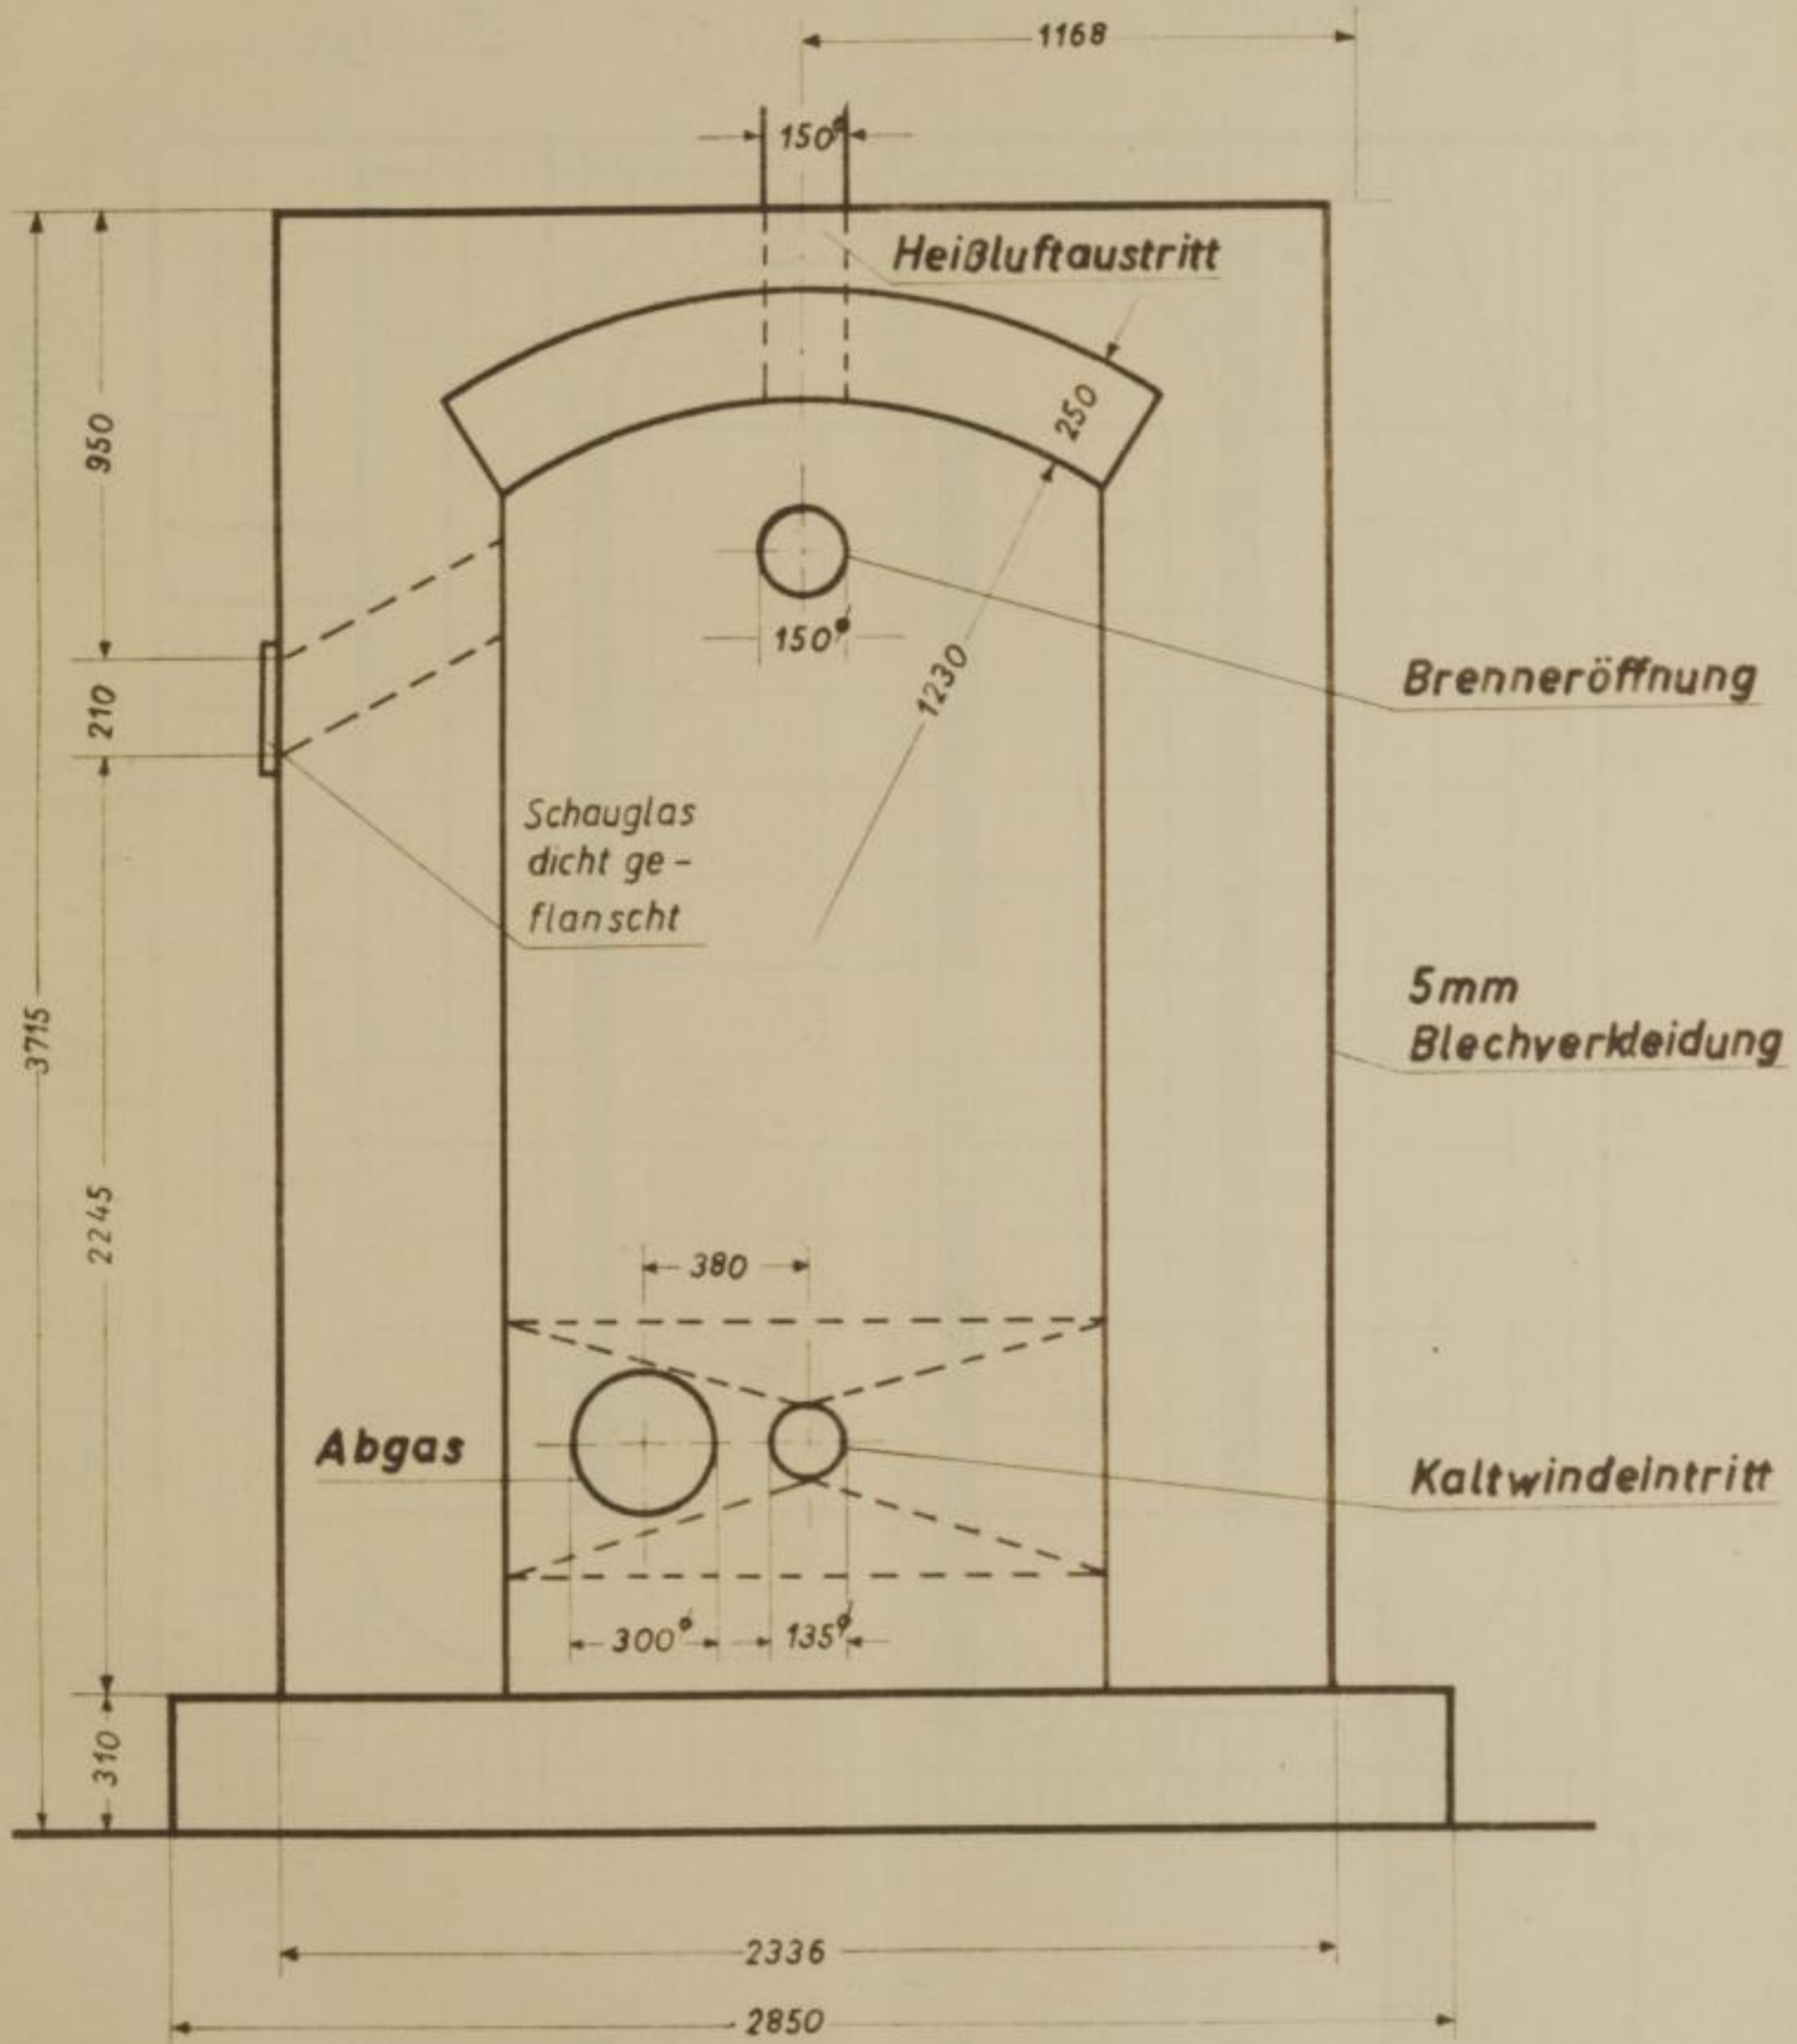 1168
150⌀
Heißluftaustritt
950
250
150⌀
1230
Brenneröffnung
210
Schauglas
dicht ge-
flanscht
5mm
Blechverkleidung
3715
2245
380
Abgas
Kaltwindeintritt
300⌀
135⌀
310
2336
2850